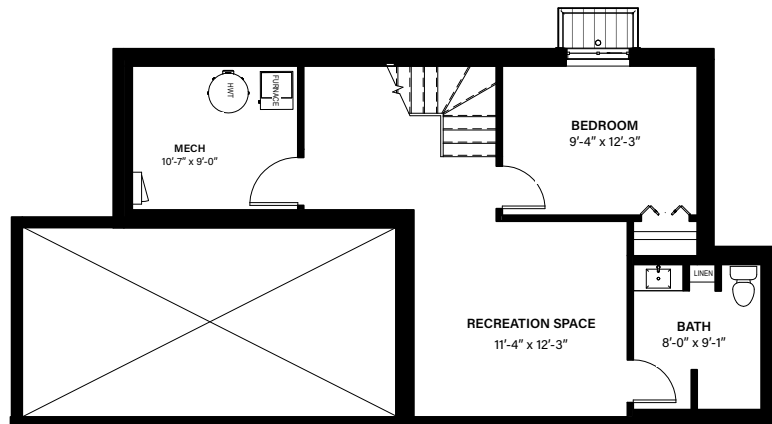 HWT
FURNACE
MECH
10'-7" x 9'-0"
BEDROOM
9'-4" x 12'-3"
LINEN
RECREATION SPACE
11'-4" x 12'-3"
BATH
8'-0" x 9'-1"